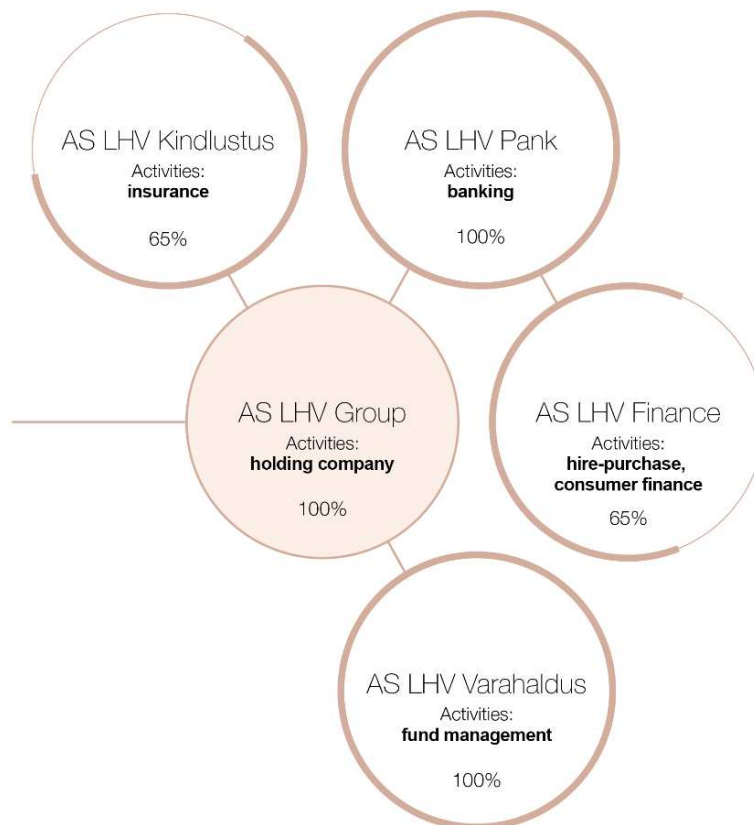 AS LHV Kindlustus
Activities:
insurance
65%
AS LHV Pank
Activities:
banking
100%
AS LHV Group
Activities:
holding company
100%
AS LHV Finance
Activities:
hire-purchase,
consumer finance
65%
AS LHV Varahaldus
Activities:
fund management
100%